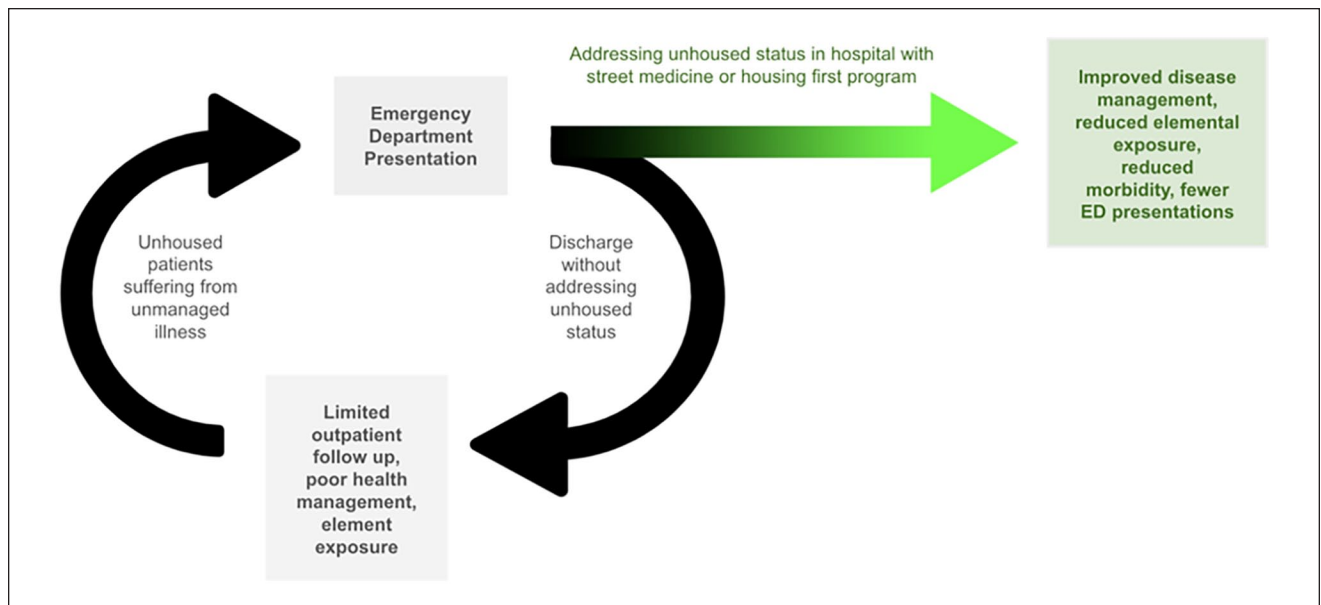 Addressing unhoused status in hospital with
street medicine or housing first program
Emergency
Department
Presentation
Improved disease
management,
reduced elemental
exposure,
reduced
morbidity, fewer
ED presentations
Unhoused
patients
suffering from
unmanaged
illness
Discharge
without
addressing
unhoused
status
Limited
outpatient
follow up,
poor health
management,
element
exposure